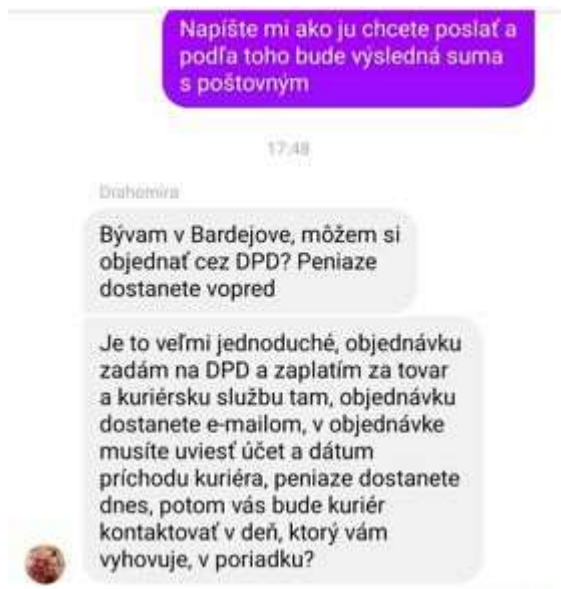 Napíšte mi ako ju chcete poslať a
podľa toho bude výsledná suma
s poštovným
17:48
Drahomíra
Bývam v Bardejove, môžem si
objednať cez DPD? Peniaze
dostanete vopred
Je to veľmi jednoduché, objednávku
zadám na DPD a zaplatím za tovar
a kuriérsku službu tam, objednávku
dostanete e-mailom, v objednávke
musíte uviesť účet a dátum
príchodu kuriéra, peniaze dostanete
dnes, potom vás bude kuriér
kontaktovať v deň, ktorý vám
vyhovuje, v poriadku?